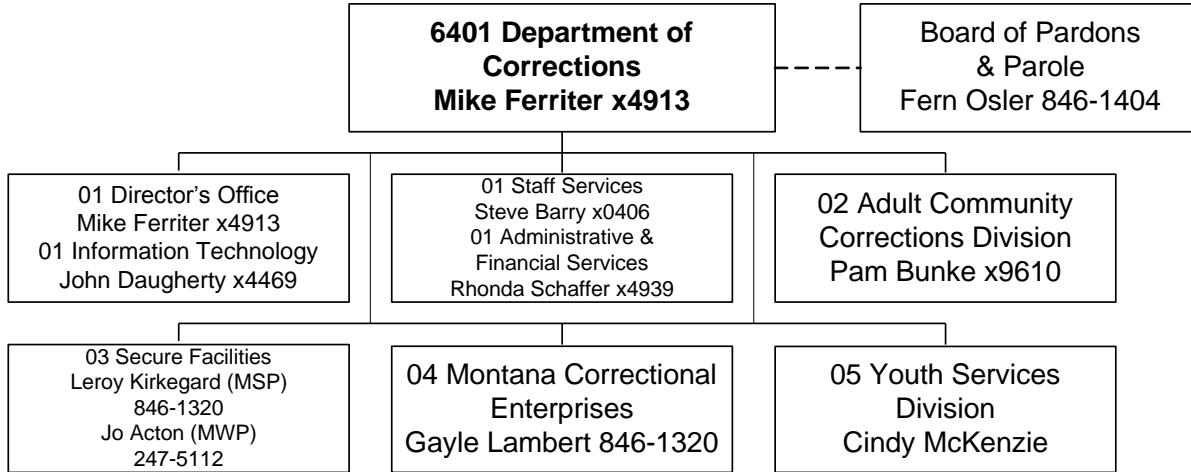 6401 Department of
Corrections
Mike Ferriter x4913
Board of Pardons
& Parole
Fern Osler 846-1404
01 Director’s Office
Mike Ferriter x4913
01 Information Technology
John Daugherty x4469
01 Staff Services
Steve Barry x0406
01 Administrative &
Financial Services
Rhonda Schaffer x4939
02 Adult Community
Corrections Division
Pam Bunke x9610
03 Secure Facilities
Leroy Kirkegard (MSP)
846-1320
Jo Acton (MWP)
247-5112
04 Montana Correctional
Enterprises
Gayle Lambert 846-1320
05 Youth Services
Division
Cindy McKenzie